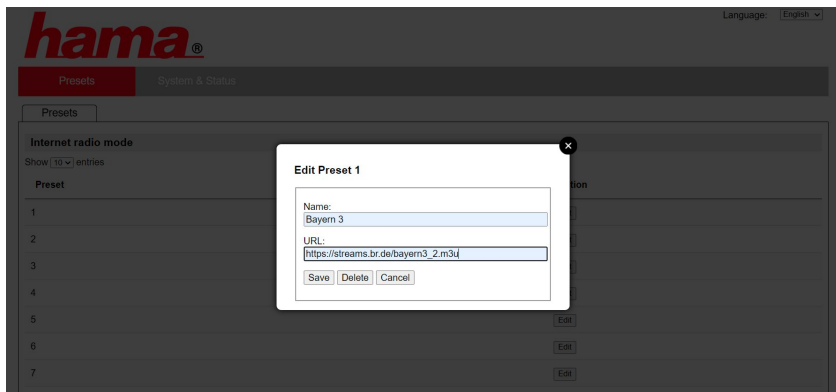 Language: English
hama®
Presets System & Status
Presets
Internet radio mode
Show 10 entries
Preset
1
2
3
4
5 Edit
6 Edit
7 Edit
Edit Preset 1
Name:
Bayern 3
URL:
https://streams.br.de/bayern3_2.m3u
Save Delete Cancel